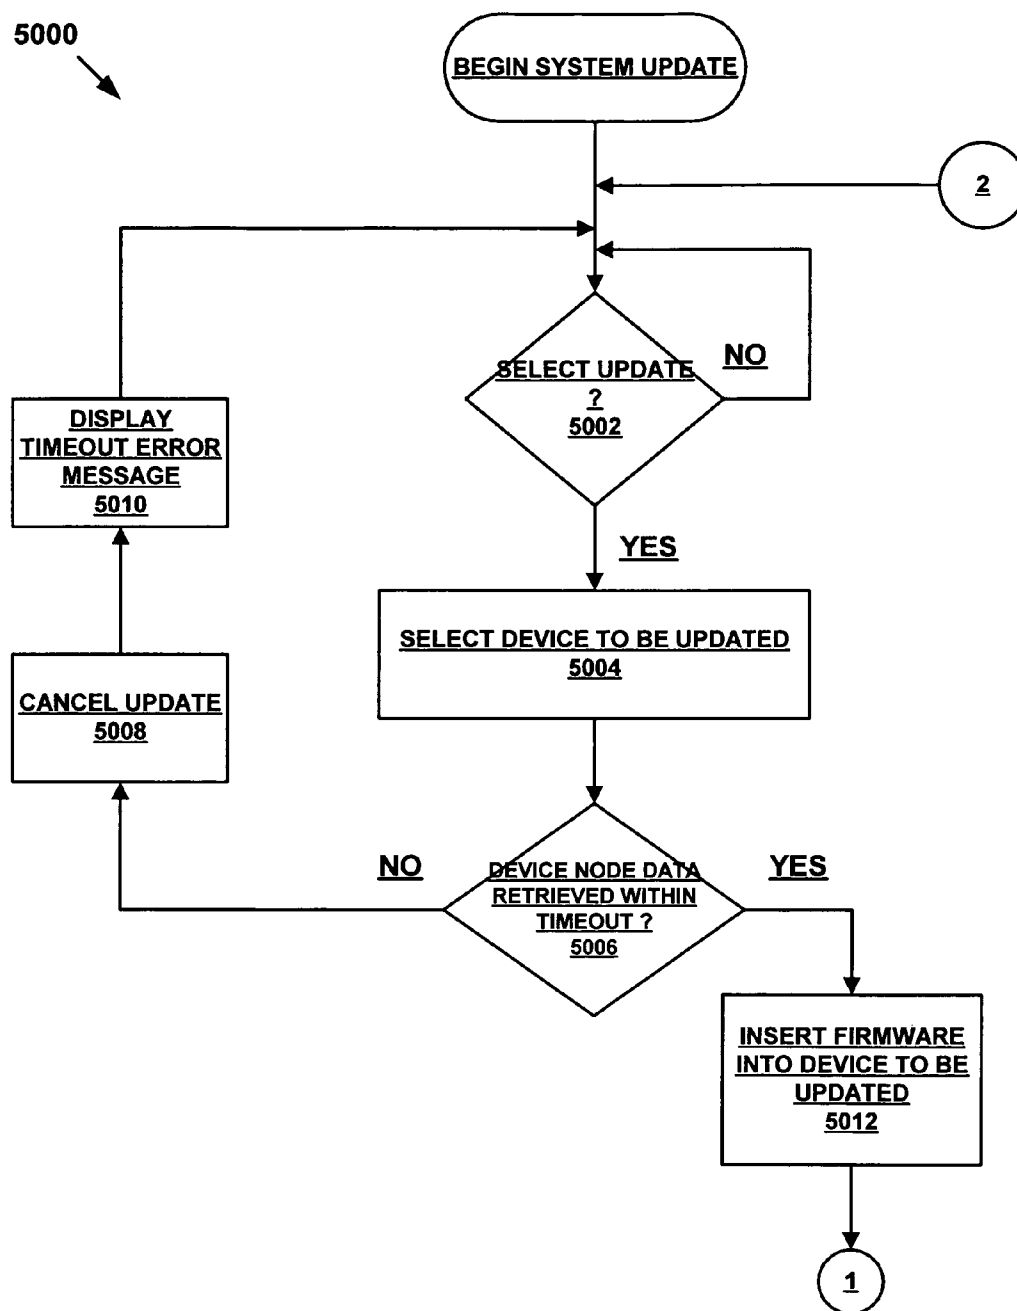 5000
BEGIN SYSTEM UPDATE
2
SELECT UPDATE
?
5002
NO
DISPLAY
TIMEOUT ERROR
MESSAGE
5010
YES
SELECT DEVICE TO BE UPDATED
5004
CANCEL UPDATE
5008
NO
DEVICE NODE DATA
RETRIEVED WITHIN
TIMEOUT ?
5006
YES
INSERT FIRMWARE
INTO DEVICE TO BE
UPDATED
5012
1